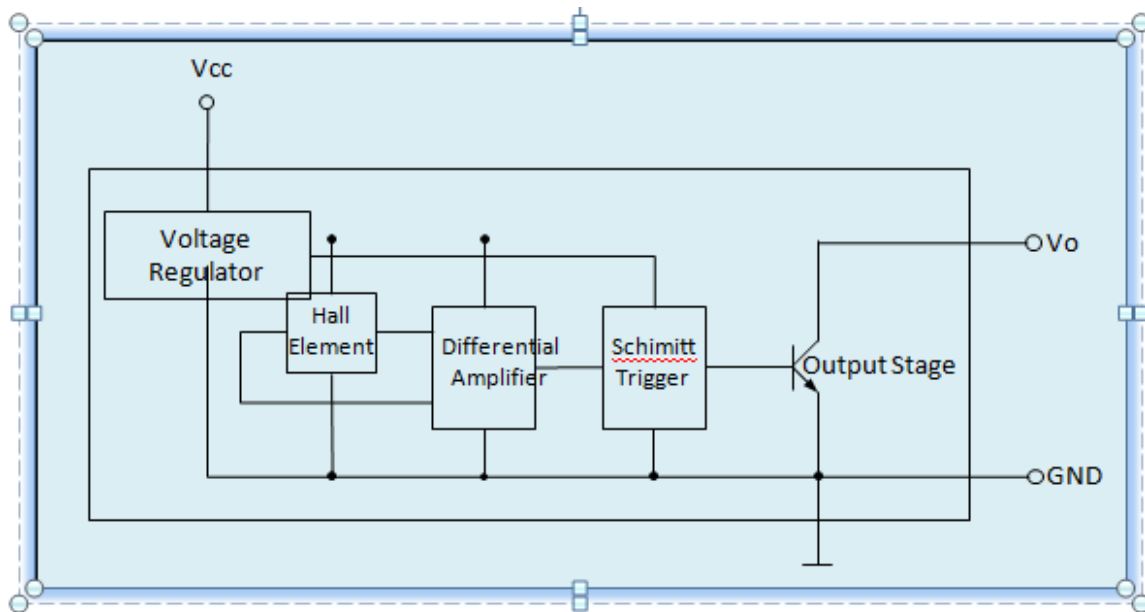 Vcc
Voltage
Regulator
Vo
Hall
Element
Differential
Amplifier
Schimitt
Trigger
Output Stage
GND